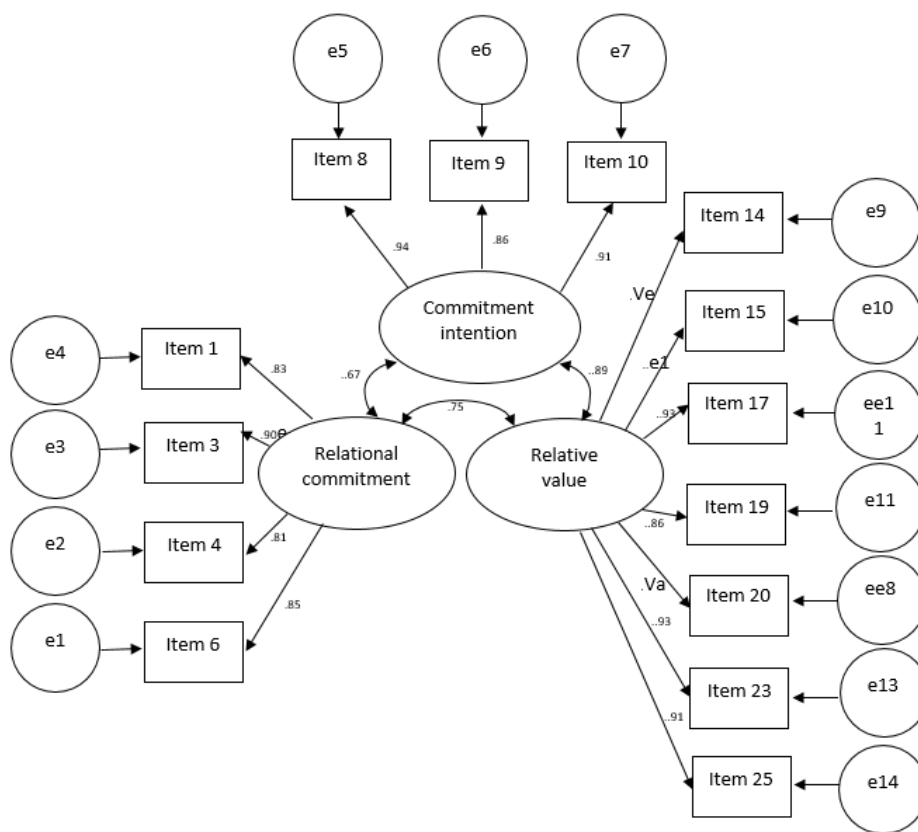 e5
e6
e7
Item 8
Item 9
Item 10
.94
.86
.91
Commitment
intention
Item 14
e9
.Ve
Item 15
e10
..e1
Item 17
ee1
1
..93
Item 19
e11
..86
Item 20
ee8
.Va
Item 23
e13
..93
Item 25
e14
..91
..67
..89
.75
e4
Item 1
.83
e3
Item 3
.90
e
e2
Item 4
.81
e1
Item 6
.85
Relational
commitment
Relative
value